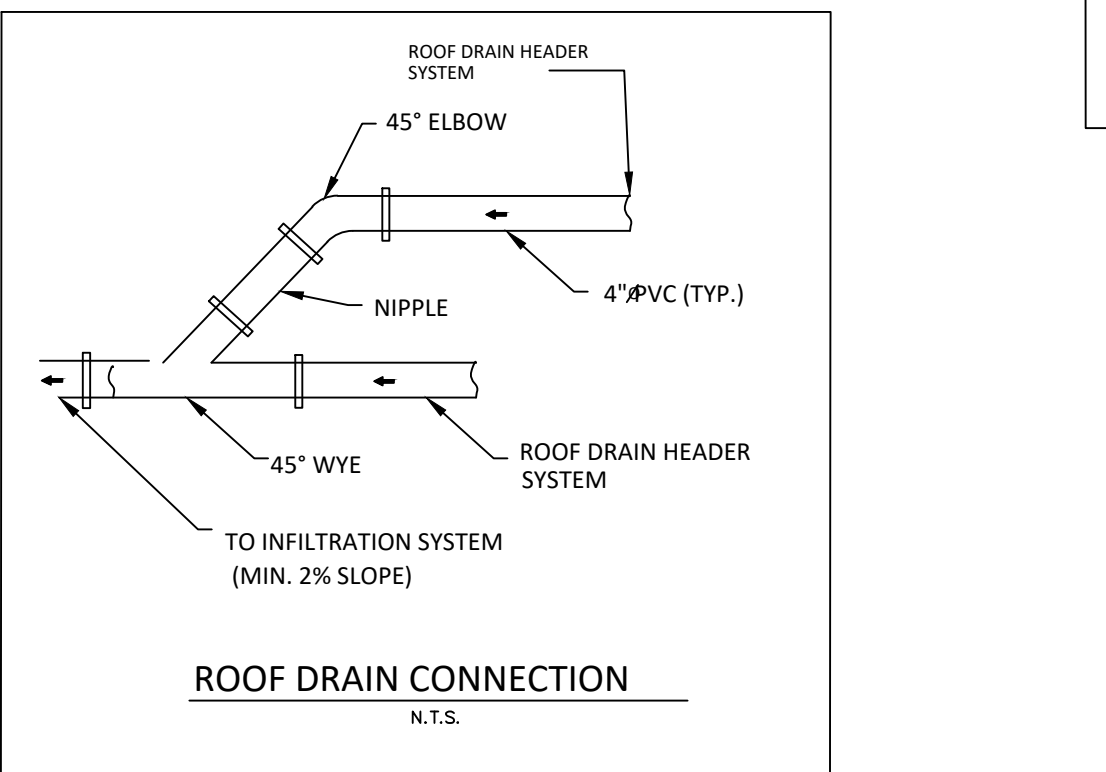 ROOF DRAIN HEADER
SYSTEM
45° ELBOW
4"⌀PVC (TYP.)
NIPPLE
ROOF DRAIN HEADER
SYSTEM
45° WYE
TO INFILTRATION SYSTEM
(MIN. 2% SLOPE)
ROOF DRAIN CONNECTION
N.T.S.